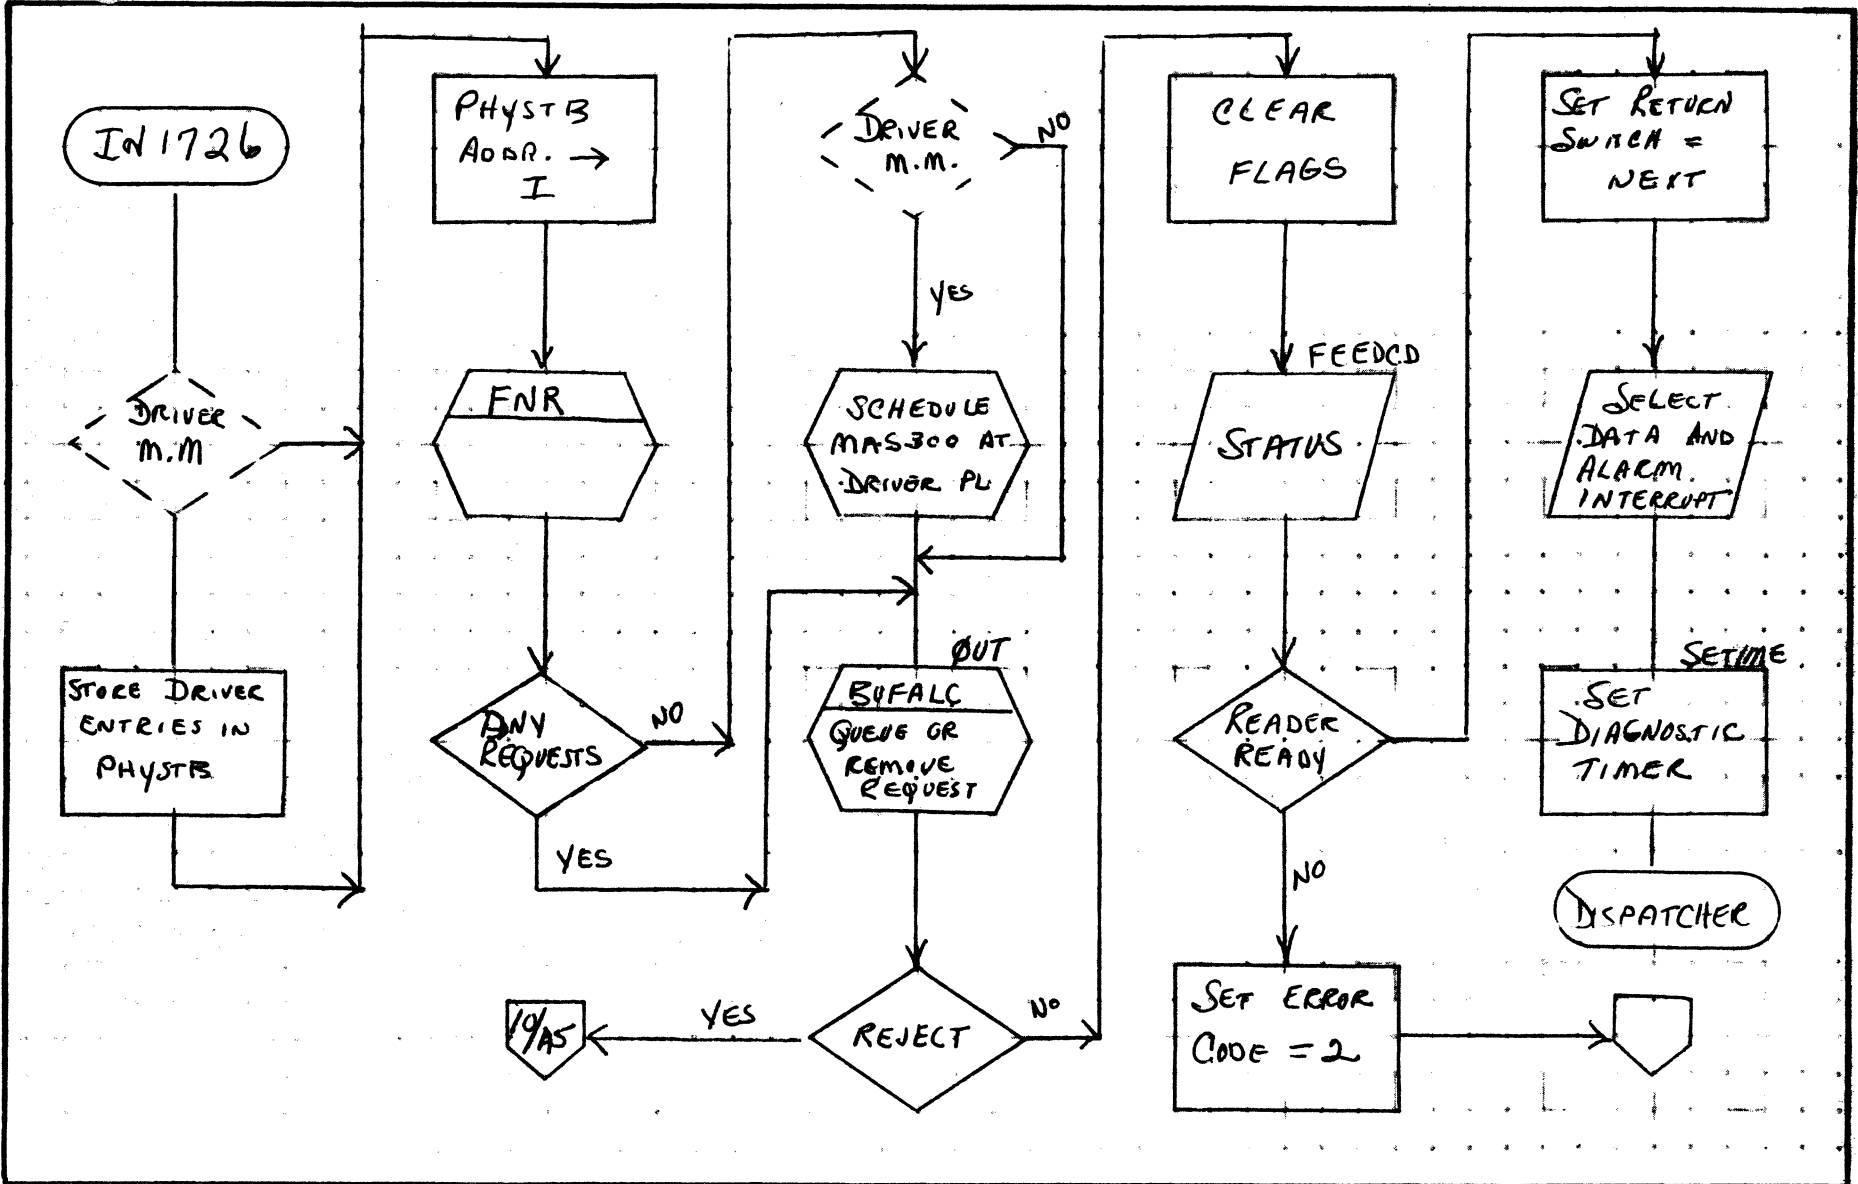 IN 1726
DRIVER
M.M
STORE DRIVER
ENTRIES IN
PHYSTB
PHYSTB
ADDR. →
I
FNR
ANY
REQUESTS
NO
YES
DRIVER
M.M.
NO
YES
SCHEDULE
MAS300 AT
DRIVER PL
ØUT
BUFALC
QUEUE OR
REMOVE
REQUEST
REJECT
YES
NO
10/A5
CLEAR
FLAGS
FEEDCD
STATUS
READER
READY
NO
SET ERROR
CODE = 2
SET RETURN
SWITCH =
NEXT
SELECT
DATA AND
ALARM
INTERRUPT
SETIME
SET
DIAGNOSTIC
TIMER
DISPATCHER